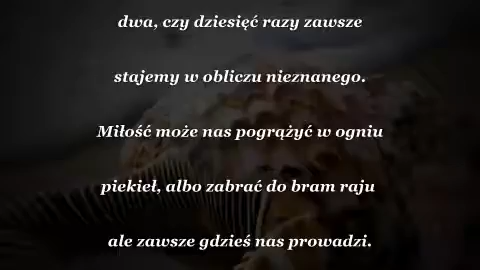 dwa, czy dziesięć razy zawsze
stajemy w obliczu nieznanego.
Miłość może nas pogrążyć w ogniu
piekieł, albo zabrać do bram raju
ale zawsze gdzieś nas prowadzi.